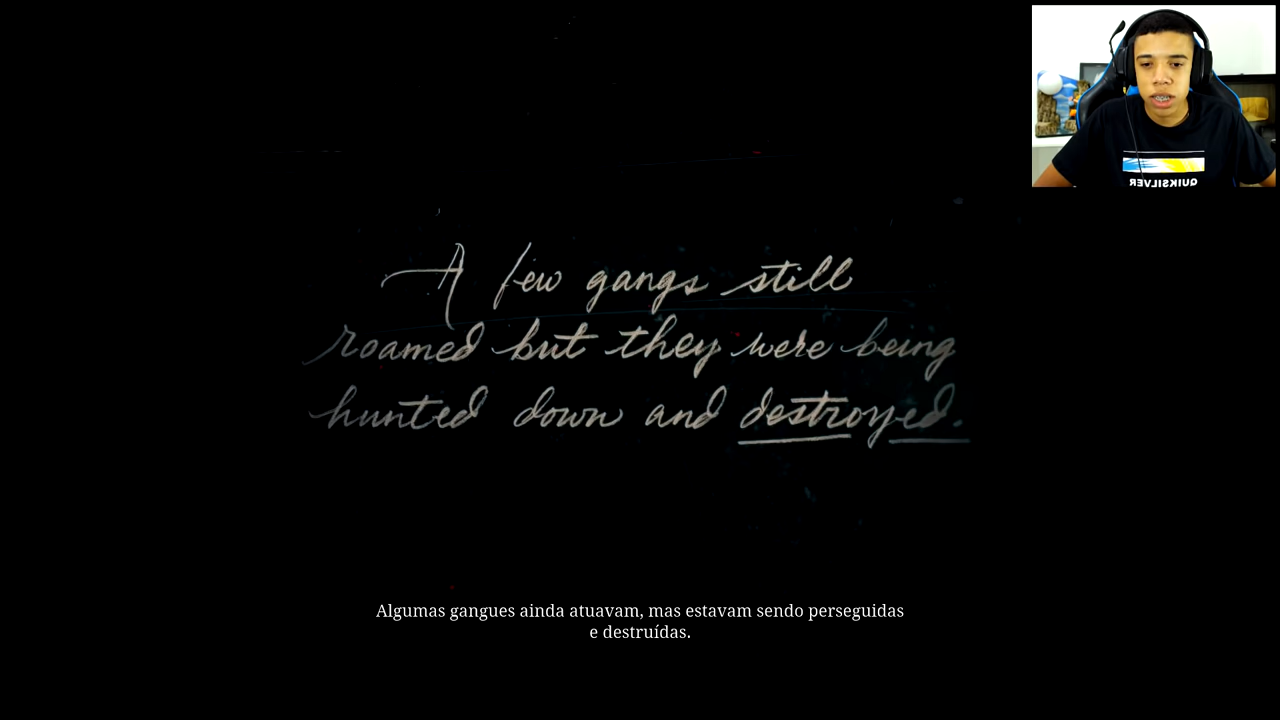 QUIKSILVER
A few gangs still
roamed but they were being
hunted down and destroyed.
Algumas gangues ainda atuavam, mas estavam sendo perseguidas
e destruídas.